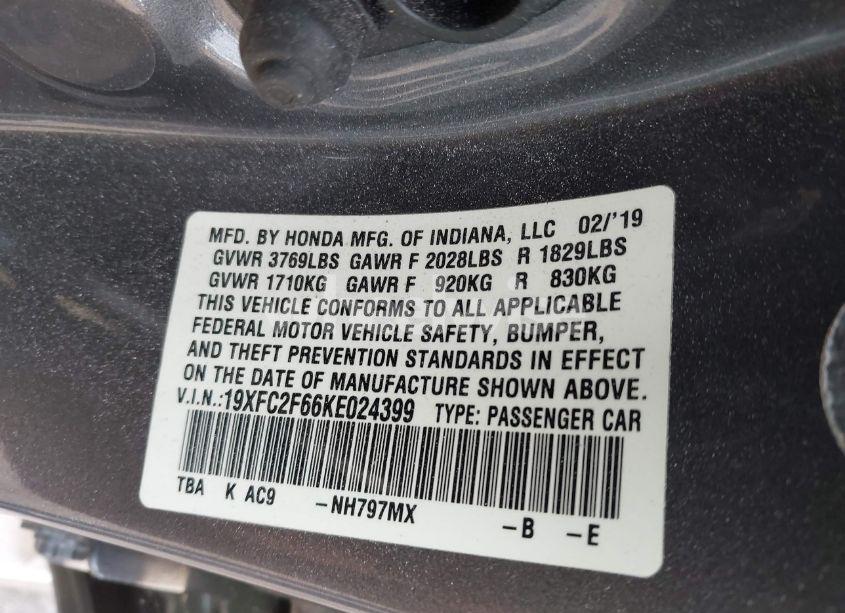 MFD. BY HONDA MFG. OF INDIANA, LLC 02/'19
GVWR 3769LBS GAWR F 2028LBS R 1829LBS
GVWR 1710KG GAWR F 920KG R 830KG
THIS VEHICLE CONFORMS TO ALL APPLICABLE
FEDERAL MOTOR VEHICLE SAFETY, BUMPER,
AND THEFT PREVENTION STANDARDS IN EFFECT
ON THE DATE OF MANUFACTURE SHOWN ABOVE.
V.I.N.:19XFC2F66KE024399 TYPE: PASSENGER CAR
TBA K AC9 -NH797MX -B -E